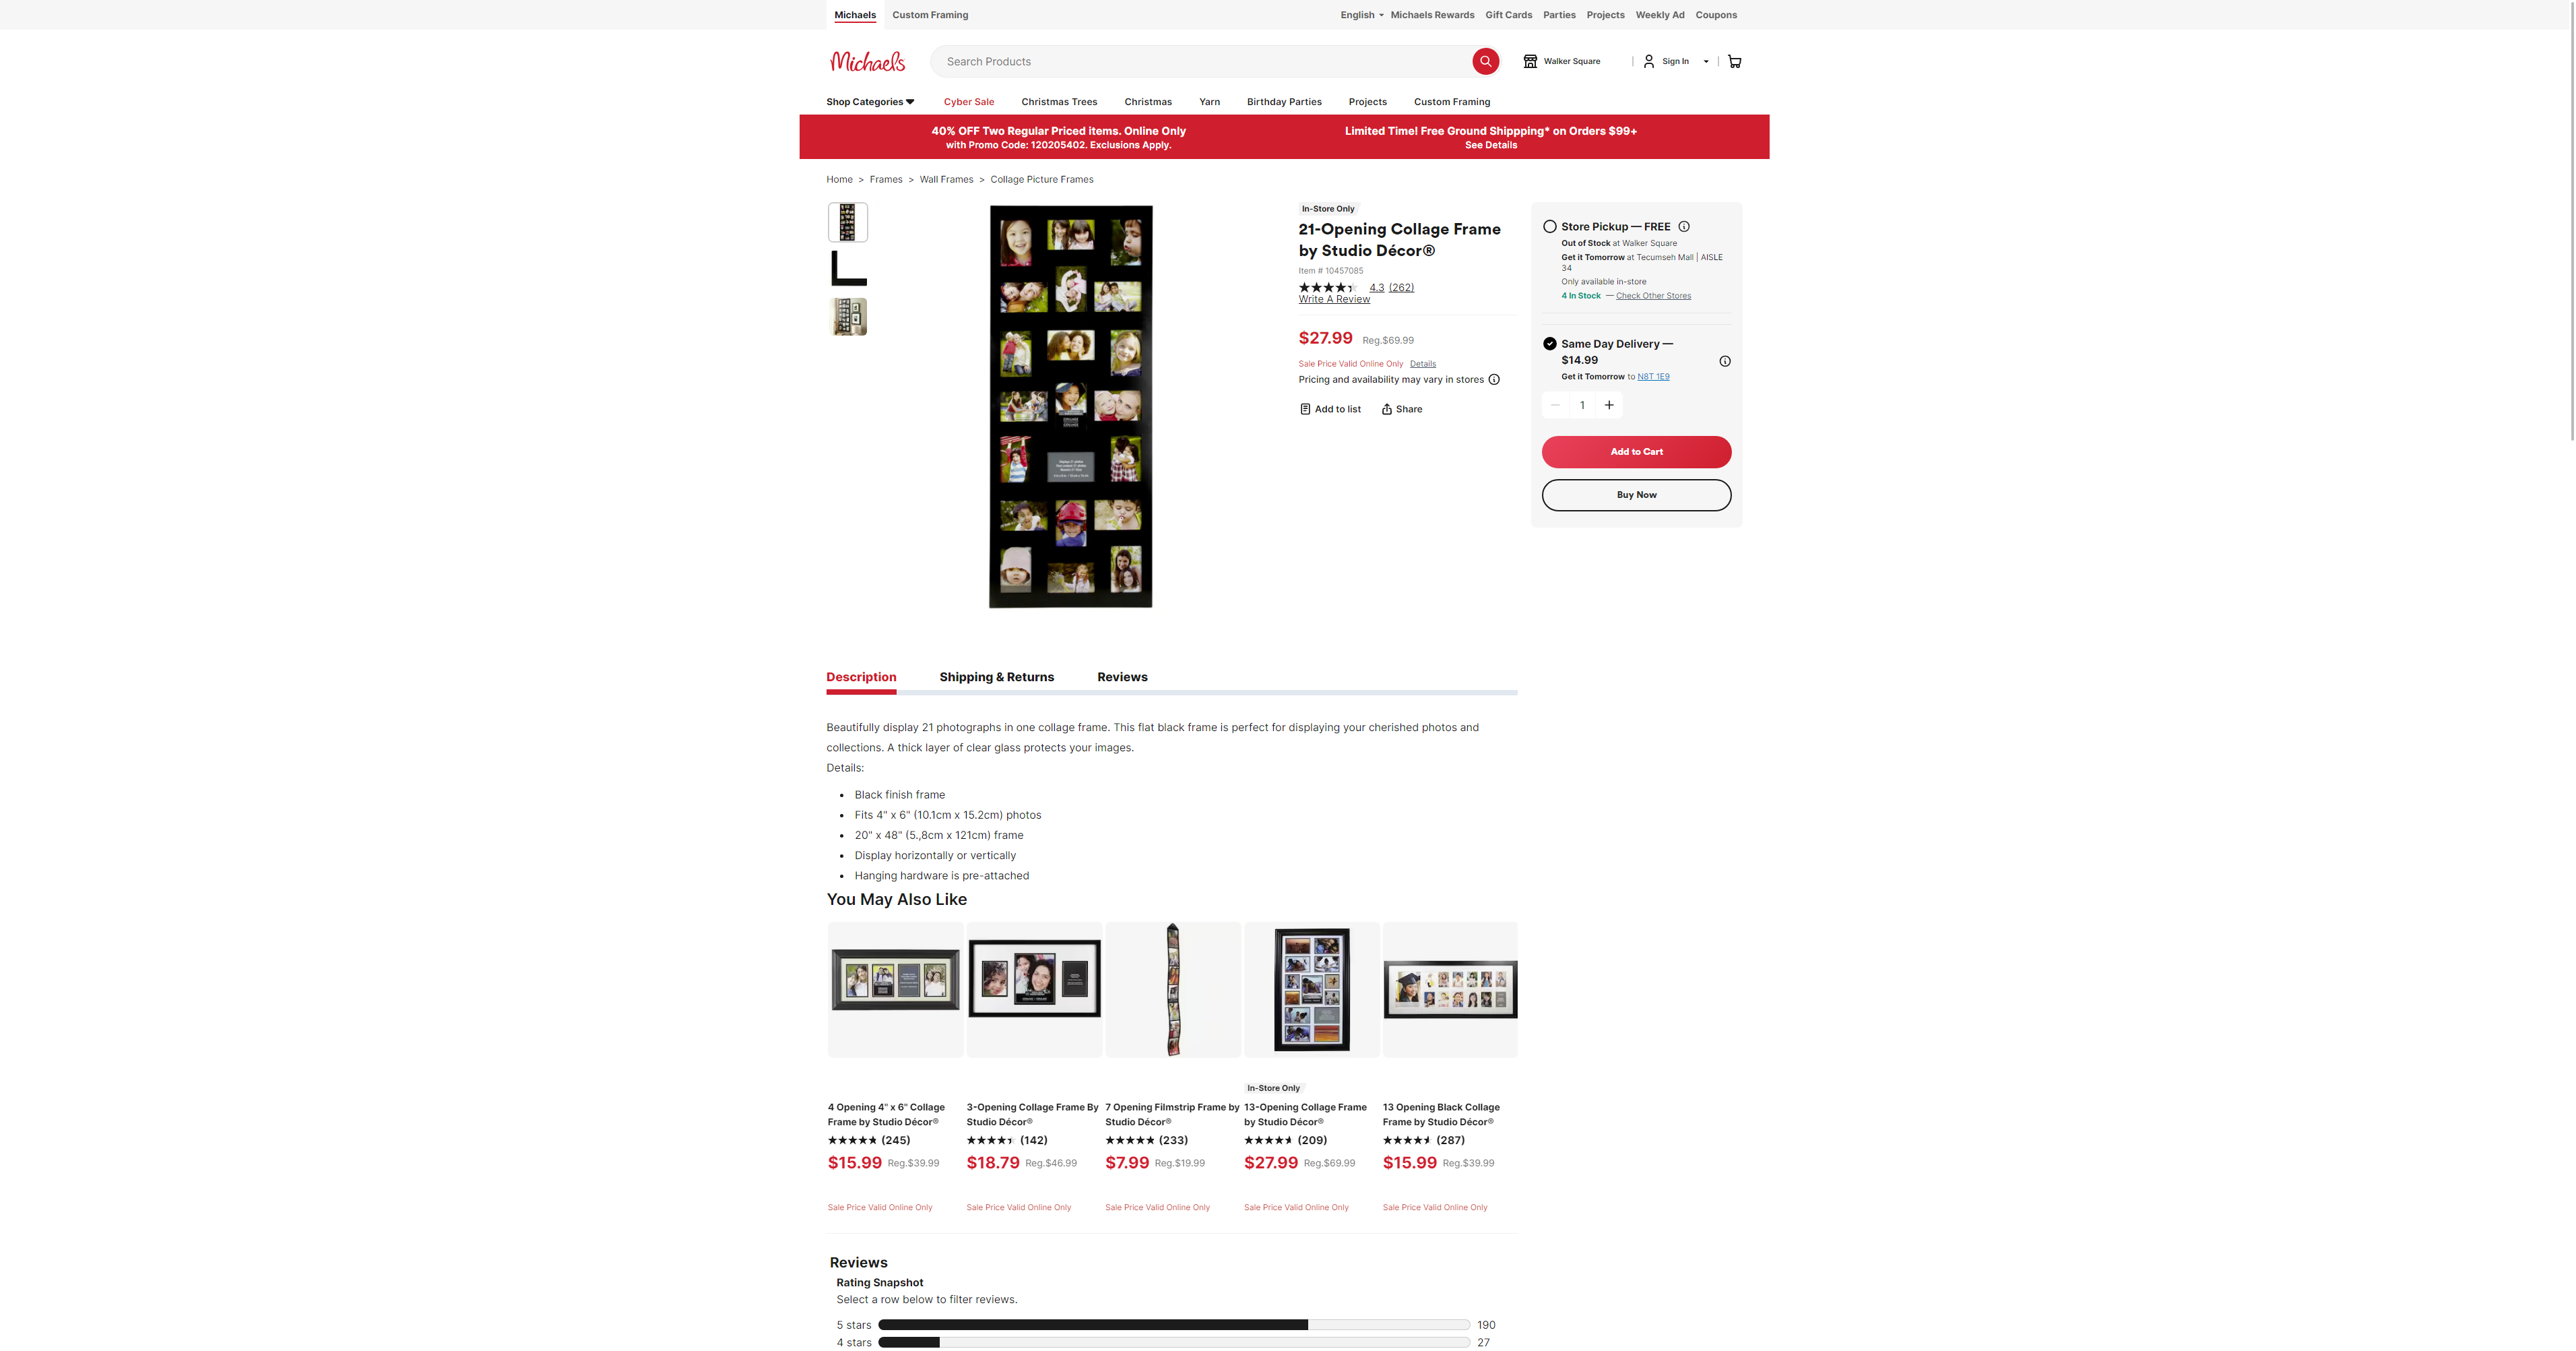 Michaels
Custom Framing
English
Michaels Rewards
Gift Cards
Parties
Projects
Weekly Ad
Coupons
Michaels
Search Products
Walker Square
Sign In
Shop Categories
Cyber Sale
Christmas Trees
Christmas
Yarn
Birthday Parties
Projects
Custom Framing
40% OFF Two Regular Priced items. Online Only
with Promo Code: 120205402. Exclusions Apply.
Limited Time! Free Ground Shippping* on Orders $99+
See Details
Home > Frames > Wall Frames > Collage Picture Frames
In-Store Only
21-Opening Collage Frame
by Studio Décor®
Item # 10457085
4.3 (262)
Write A Review
$27.99 Reg.$69.99
Sale Price Valid Online Only Details
Pricing and availability may vary in stores
Add to list
Share
Store Pickup — FREE
Out of Stock at Walker Square
Get it Tomorrow at Tecumseh Mall | AISLE
34
Only available in-store
4 In Stock — Check Other Stores
Same Day Delivery —
$14.99
Get it Tomorrow to N8T 1E9
1
Add to Cart
Buy Now
Description
Shipping & Returns
Reviews
Beautifully display 21 photographs in one collage frame. This flat black frame is perfect for displaying your cherished photos and
collections. A thick layer of clear glass protects your images.
Details:
• Black finish frame
• Fits 4" x 6" (10.1cm x 15.2cm) photos
• 20" x 48" (5.,8cm x 121cm) frame
• Display horizontally or vertically
• Hanging hardware is pre-attached
You May Also Like
4 Opening 4" x 6" Collage
Frame by Studio Décor®
(245)
$15.99 Reg.$39.99
Sale Price Valid Online Only
3-Opening Collage Frame By
Studio Décor®
(142)
$18.79 Reg.$46.99
Sale Price Valid Online Only
7 Opening Filmstrip Frame by
Studio Décor®
(233)
$7.99 Reg.$19.99
Sale Price Valid Online Only
In-Store Only
13-Opening Collage Frame
by Studio Décor®
(209)
$27.99 Reg.$69.99
Sale Price Valid Online Only
13 Opening Black Collage
Frame by Studio Décor®
(287)
$15.99 Reg.$39.99
Sale Price Valid Online Only
Reviews
Rating Snapshot
Select a row below to filter reviews.
5 stars 190
4 stars 27